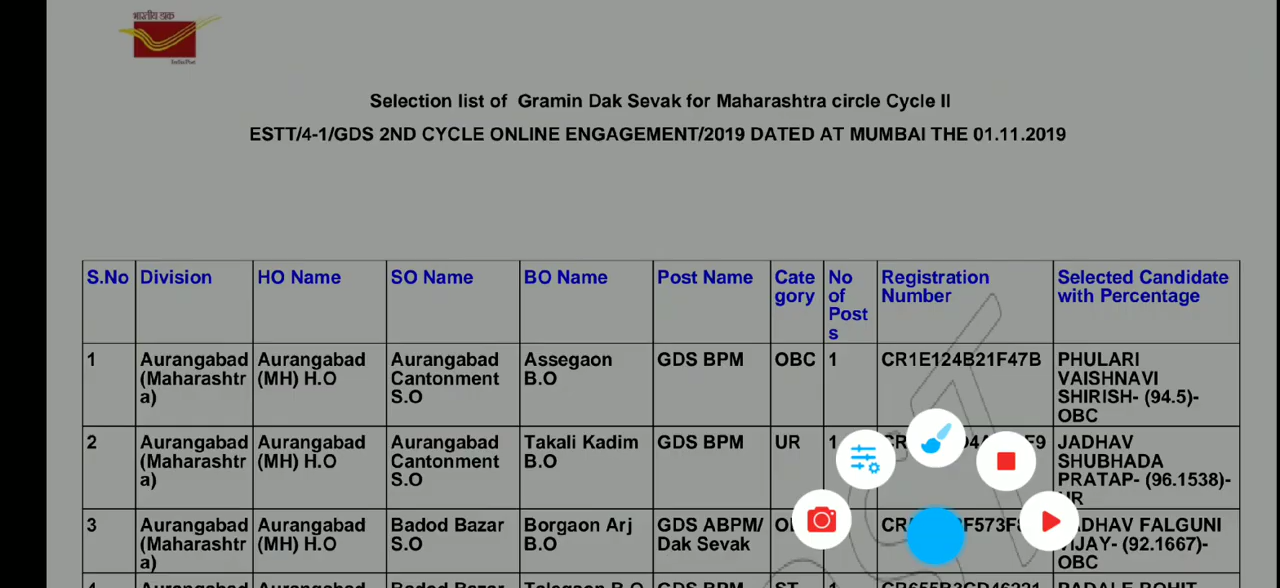 भारतीय डाक
India Post
Selection list of Gramin Dak Sevak for Maharashtra circle Cycle II
ESTT/4-1/GDS 2ND CYCLE ONLINE ENGAGEMENT/2019 DATED AT MUMBAI THE 01.11.2019
S.No Division HO Name SO Name BO Name Post Name Cate No Registration Selected Candidate
gory of Number with Percentage
Post
s
1 Aurangabad Aurangabad Aurangabad Assegaon GDS BPM OBC 1 CR1E124B21F47B PHULARI
(Maharashtr (MH) H.O Cantonment B.O VAISHNAVI
a) S.O SHIRISH- (94.5)-
OBC
2 Aurangabad Aurangabad Aurangabad Takali Kadim GDS BPM UR 1 JADHAV
(Maharashtr (MH) H.O Cantonment B.O SHUBHADA
a) S.O PRATAP- (96.1538)-
UR
3 Aurangabad Aurangabad Badod Bazar Borgaon Arj GDS ABPM/ FALGUNI
(Maharashtr (MH) H.O S.O B.O Dak Sevak (92.1667)-
a) OBC